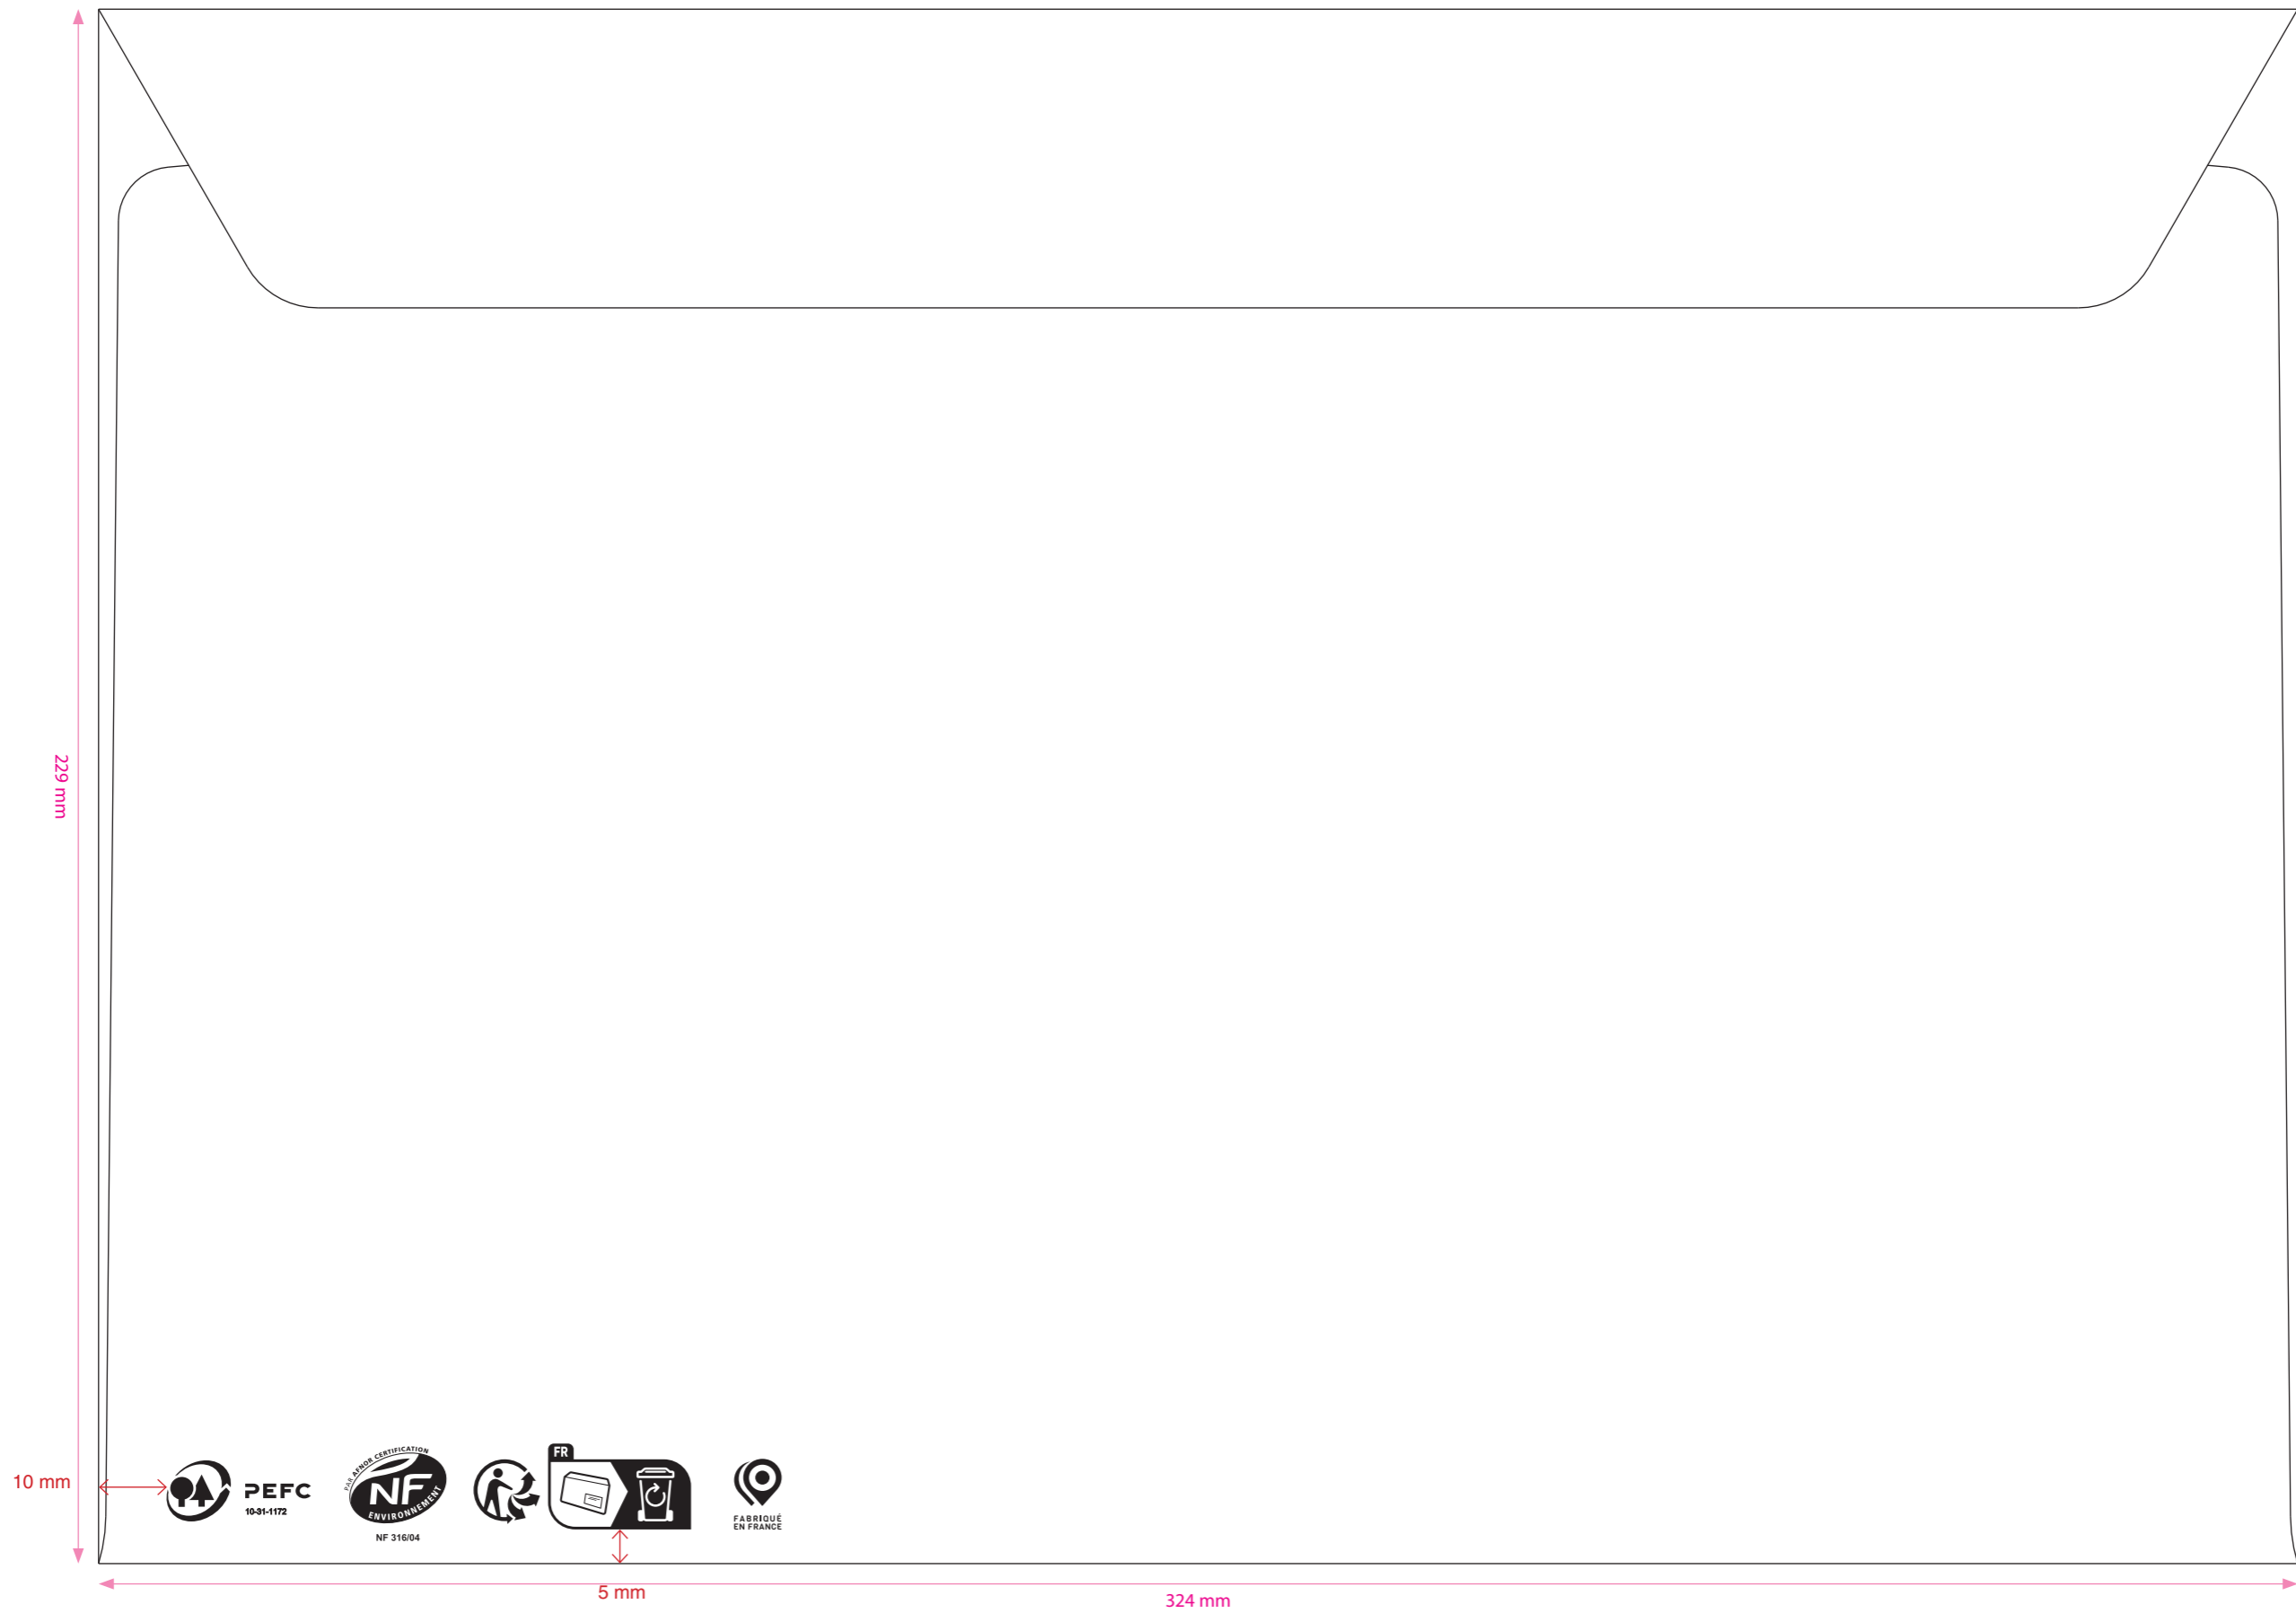 229 mm
10 mm
PEFC
10-31-1172
PAR AFNOR CERTIFICATION
NF
ENVIRONNEMENT
NF 316/04
FR
FABRIQUÉ
EN FRANCE
5 mm
324 mm